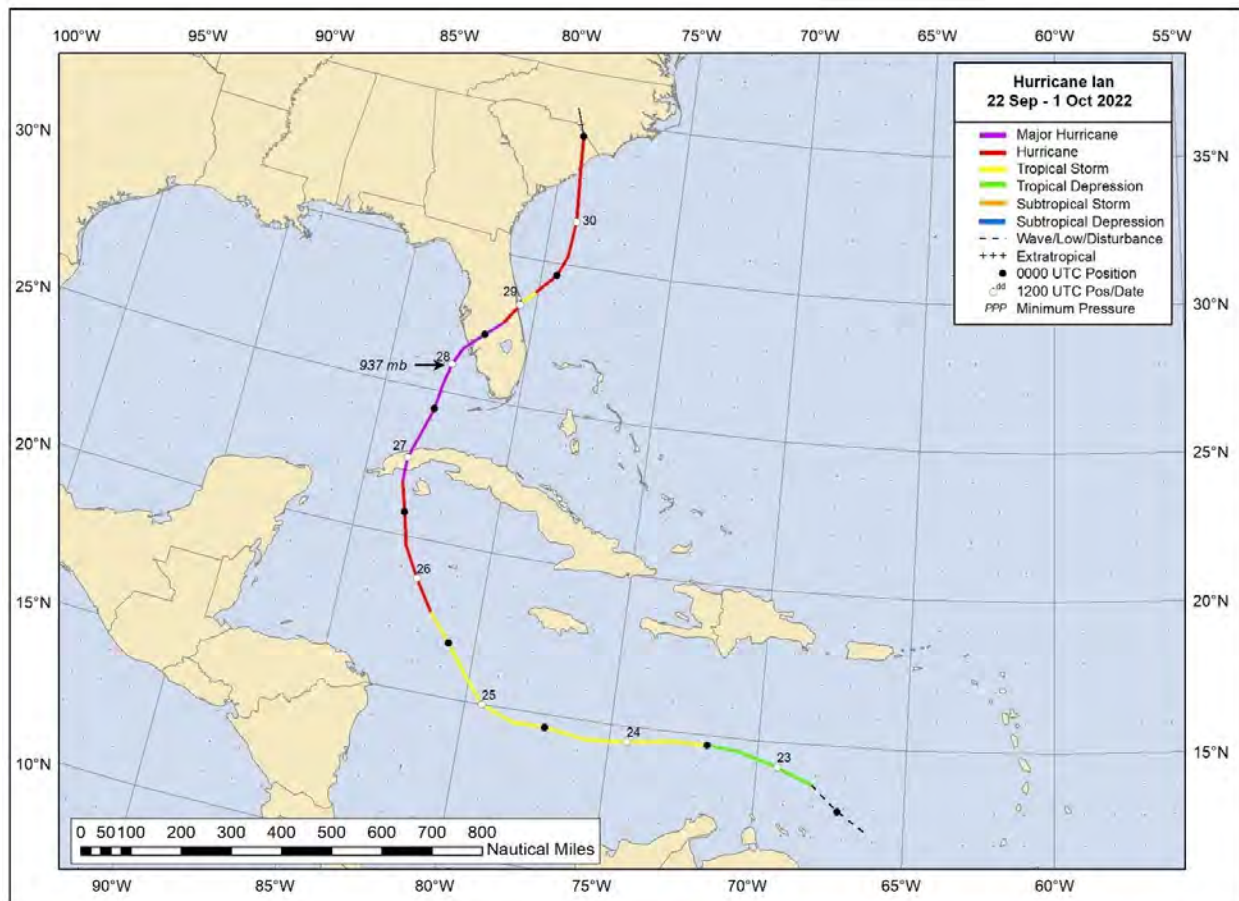 100°W 95°W 90°W 85°W 80°W 75°W 70°W 65°W 60°W 55°W
Hurricane Ian
22 Sep - 1 Oct 2022
Major Hurricane
Hurricane
Tropical Storm
Tropical Depression
Subtropical Storm
Subtropical Depression
Wave/Low/Disturbance
Extratropical
0000 UTC Position
dd 1200 UTC Pos/Date
PPP Minimum Pressure
30°N
35°N
30
25°N
29
30°N
28
937 mb
20°N
27
25°N
26
15°N
20°N
25
24
23
10°N
15°N
0 50 100 200 300 400 500 600 700 800
Nautical Miles
90°W 85°W 80°W 75°W 70°W 65°W 60°W